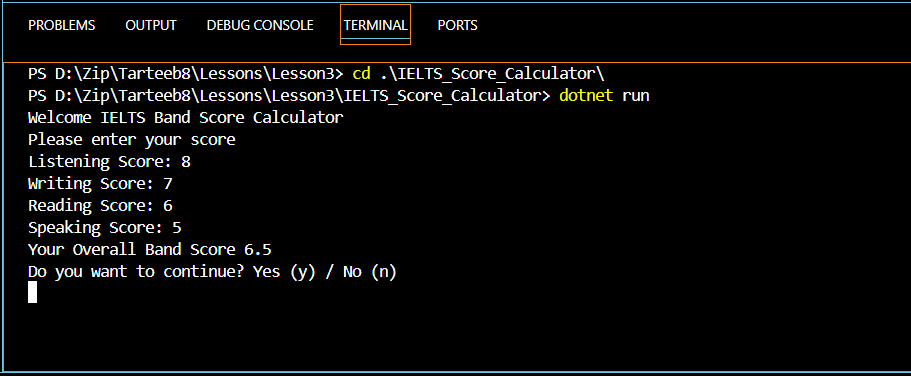 PROBLEMS OUTPUT DEBUG CONSOLE TERMINAL PORTS
PS D:\Zip\Tarteeb8\Lessons\Lesson3> cd .\IELTS_Score_Calculator\
PS D:\Zip\Tarteeb8\Lessons\Lesson3\IELTS_Score_Calculator> dotnet run
Welcome IELTS Band Score Calculator
Please enter your score
Listening Score: 8
Writing Score: 7
Reading Score: 6
Speaking Score: 5
Your Overall Band Score 6.5
Do you want to continue? Yes (y) / No (n)